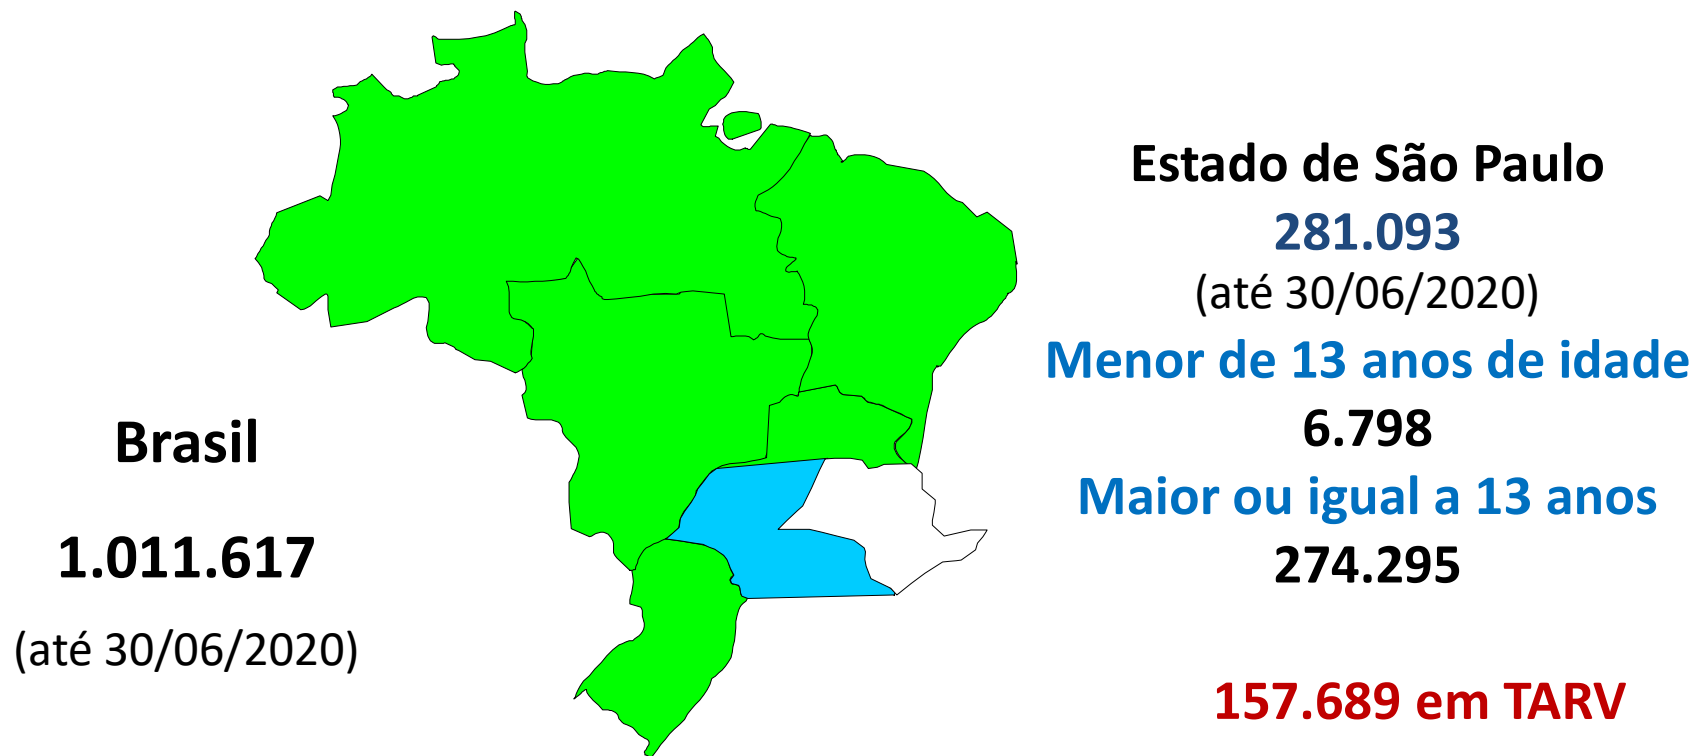 Brasil
1.011.617
(até 30/06/2020)
Estado de São Paulo
281.093
(até 30/06/2020)
Menor de 13 anos de idade
6.798
Maior ou igual a 13 anos
274.295
157.689 em TARV